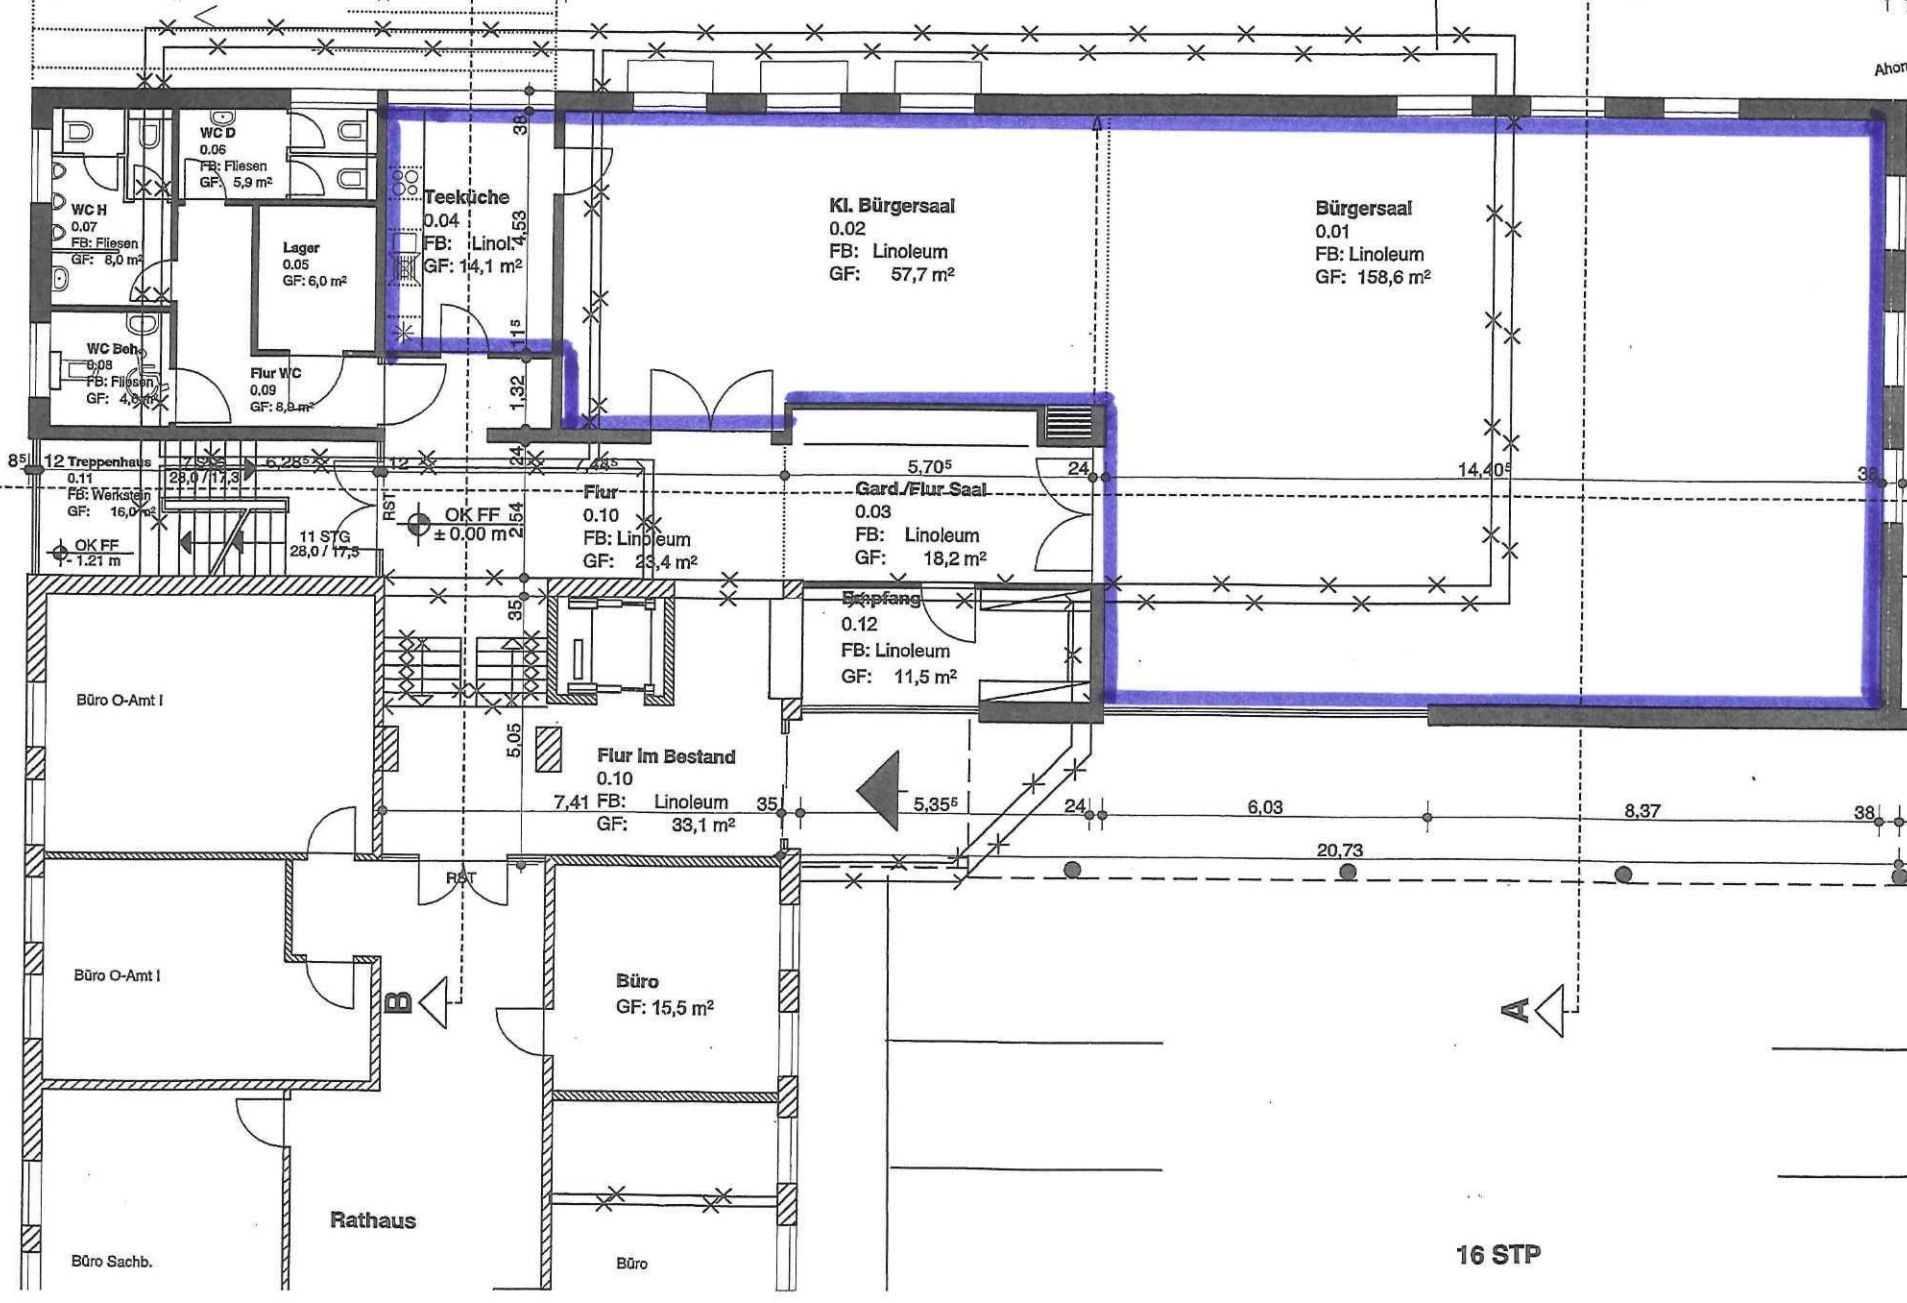 Ahorn
38
WC D
0.06
FB: Fliesen
GF: 5,9 m²
WC H
0.07
FB: Fliesen
GF: 8,0 m²
Lager
0.05
GF: 6,0 m²
Teeküche
0.04
FB: Linol.
GF: 14,1 m²
4,53
Kl. Bürgersaal
0.02
FB: Linoleum
GF: 57,7 m²
Bürgersaal
0.01
FB: Linoleum
GF: 158,6 m²
11⁵
WC Beh.
0.08
FB: Fliesen
Flur WC
0.09
GF: 8,9 m²
1,32
24
8⁵
12
Treppenhaus
0.11
FB: Werkstein
GF: 16,0 m²
28,0 / 17,3
6,28⁵
12
RST
OK FF
± 0.00 m
2,54
OK FF
- 1.21 m
11 STG
28,0 / 17,5
Flur
0.10
FB: Linoleum
GF: 23,4 m²
5,70⁵
24
14,40⁵
38
Gard./Flur Saal
0.03
FB: Linoleum
GF: 18,2 m²
35
Empfang
0.12
FB: Linoleum
GF: 11,5 m²
Büro O-Amt I
5,05
Flur im Bestand
0.10
FB: Linoleum
GF: 33,1 m²
7,41
35
5,35⁵
24
6,03
8,37
38
20,73
RST
Büro O-Amt I
B
Büro
GF: 15,5 m²
A
Rathaus
Büro Sachb.
Büro
16 STP